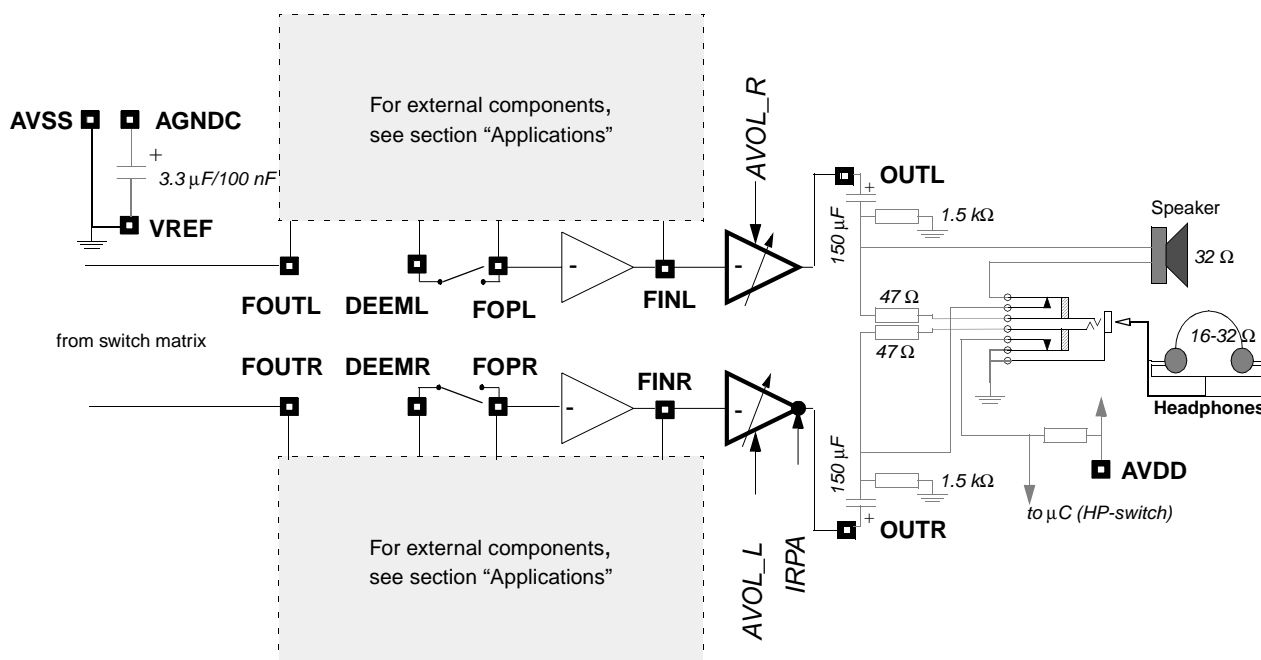 For external components,
see section “Applications”
AVOL_R
AVSS
AGNDC
+
3.3 μF/100 nF
VREF
OUTL
+
1.5 kΩ
150 μF
Speaker
32 Ω
FOUTL
DEEML
FOPL
-
FINL
-
47 Ω
47 Ω
from switch matrix
16-32 Ω
Headphones
FOUTR
DEEMR
FOPR
-
FINR
-
150 μF
1.5 kΩ
+
OUTR
AVDD
to μC (HP-switch)
For external components,
see section “Applications”
AVOL_L
IRPA